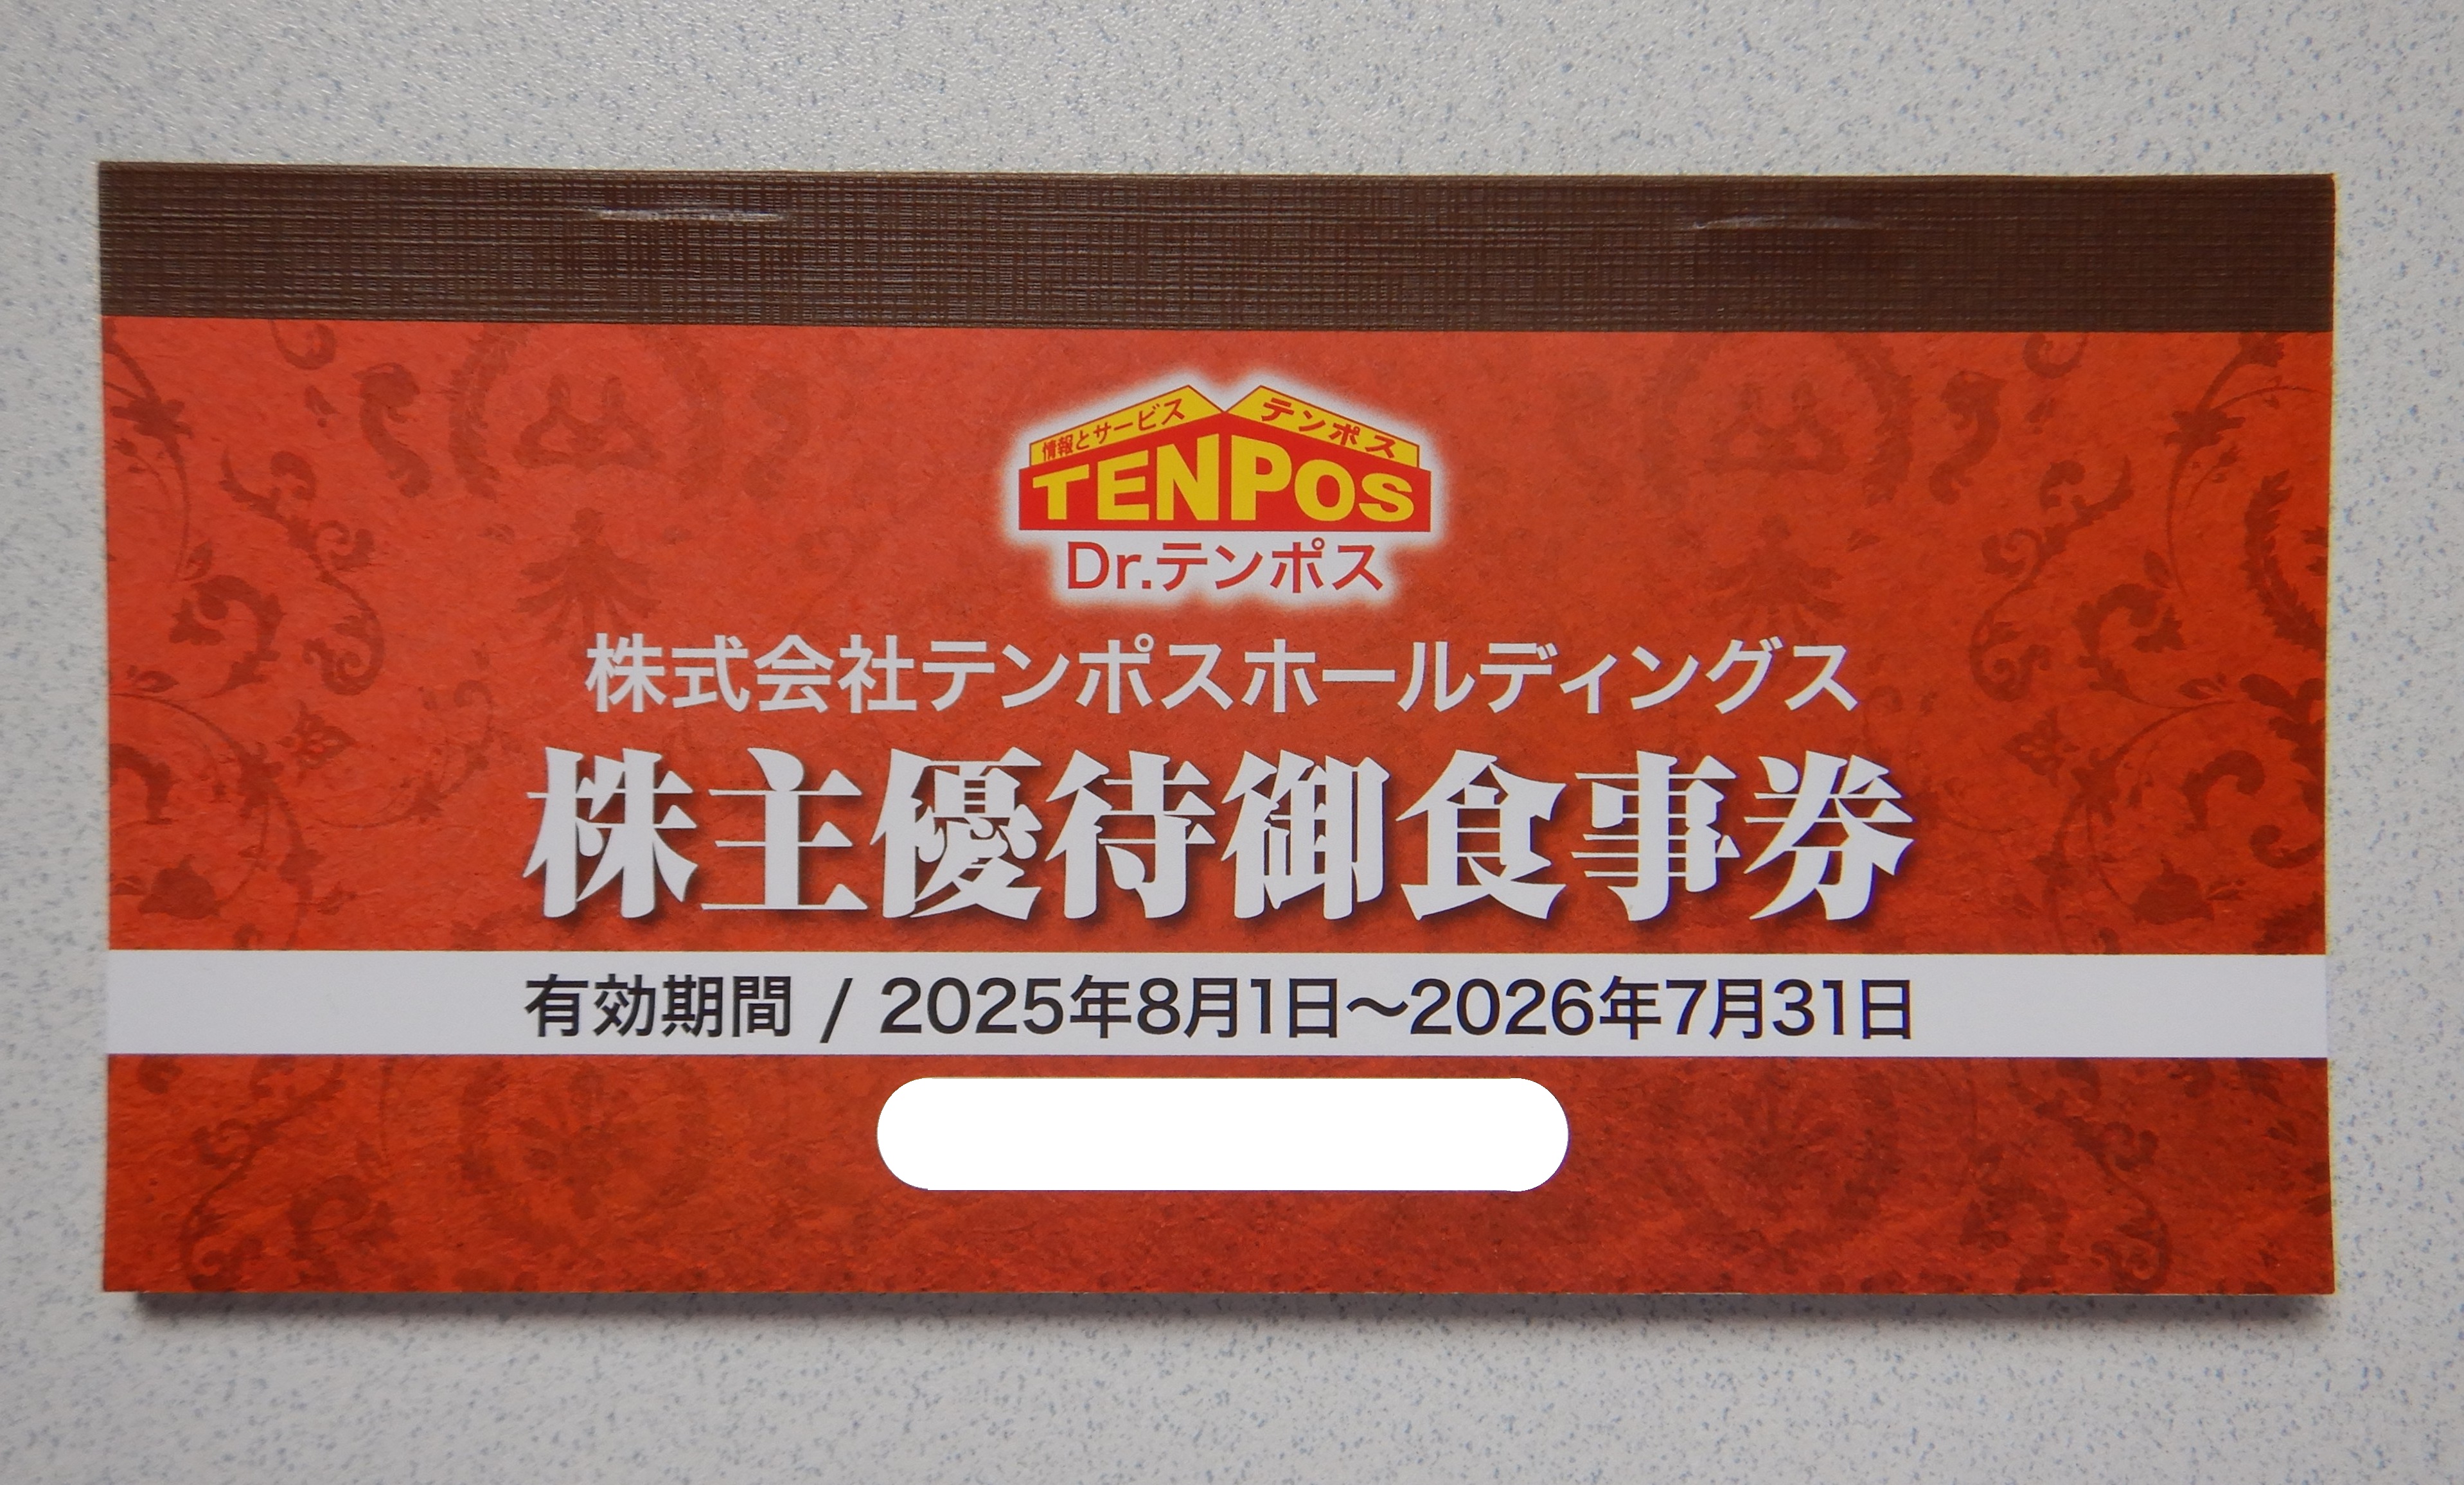 情報とサービス テンポス
TENPOS
Dr.テンポス
株式会社テンポスホールディングス
株主優待御食事券
有効期間 / 2025年8月1日～2026年7月31日